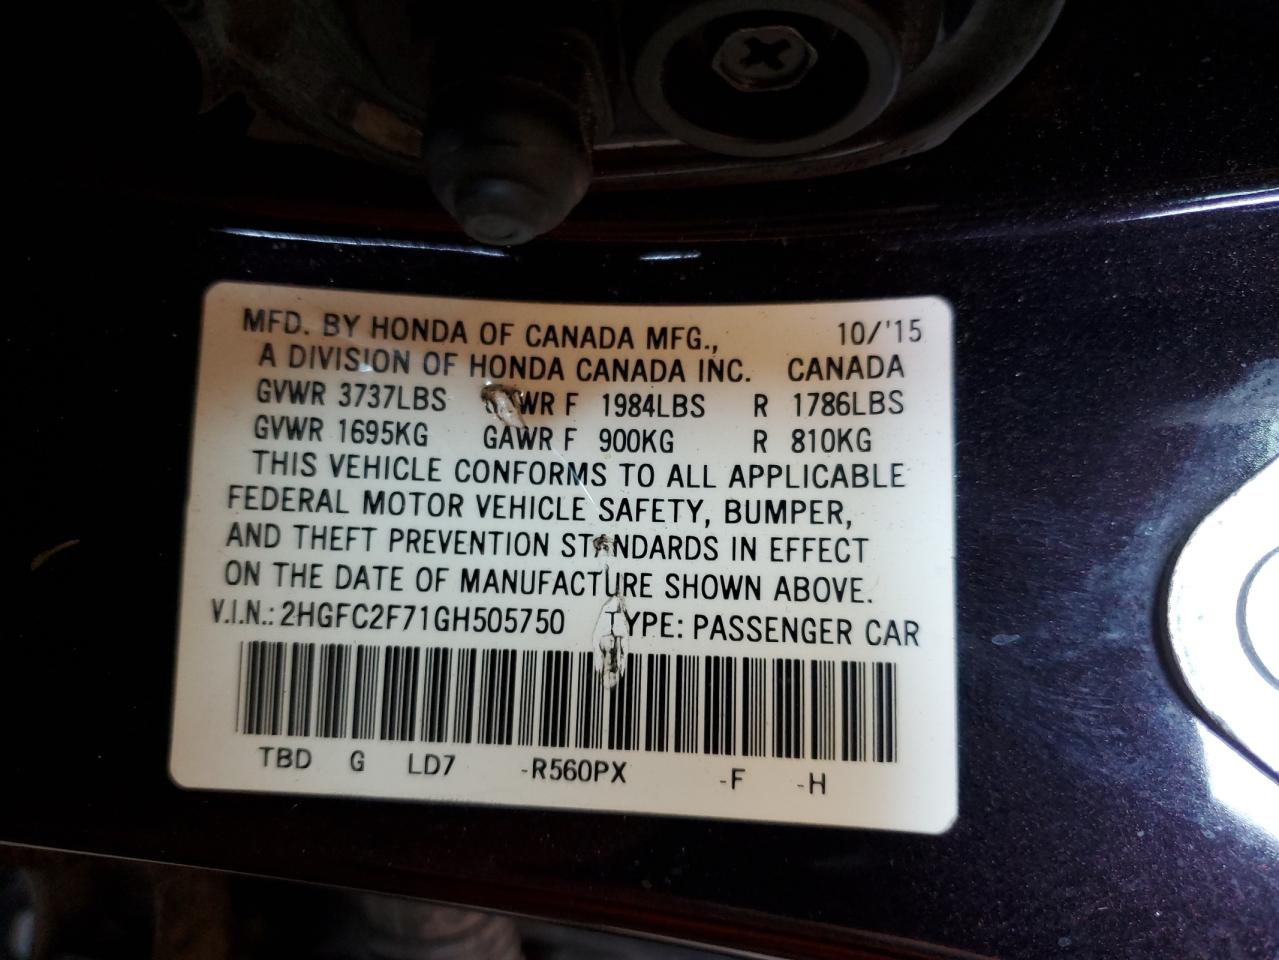 MFD. BY HONDA OF CANADA MFG., 10/'15
A DIVISION OF HONDA CANADA INC. CANADA
GVWR 3737LBS GAWR F 1984LBS R 1786LBS
GVWR 1695KG GAWR F 900KG R 810KG
THIS VEHICLE CONFORMS TO ALL APPLICABLE
FEDERAL MOTOR VEHICLE SAFETY, BUMPER,
AND THEFT PREVENTION STANDARDS IN EFFECT
ON THE DATE OF MANUFACTURE SHOWN ABOVE.
V.I.N.: 2HGFC2F71GH505750 TYPE: PASSENGER CAR
TBD G LD7 -R560PX -F -H